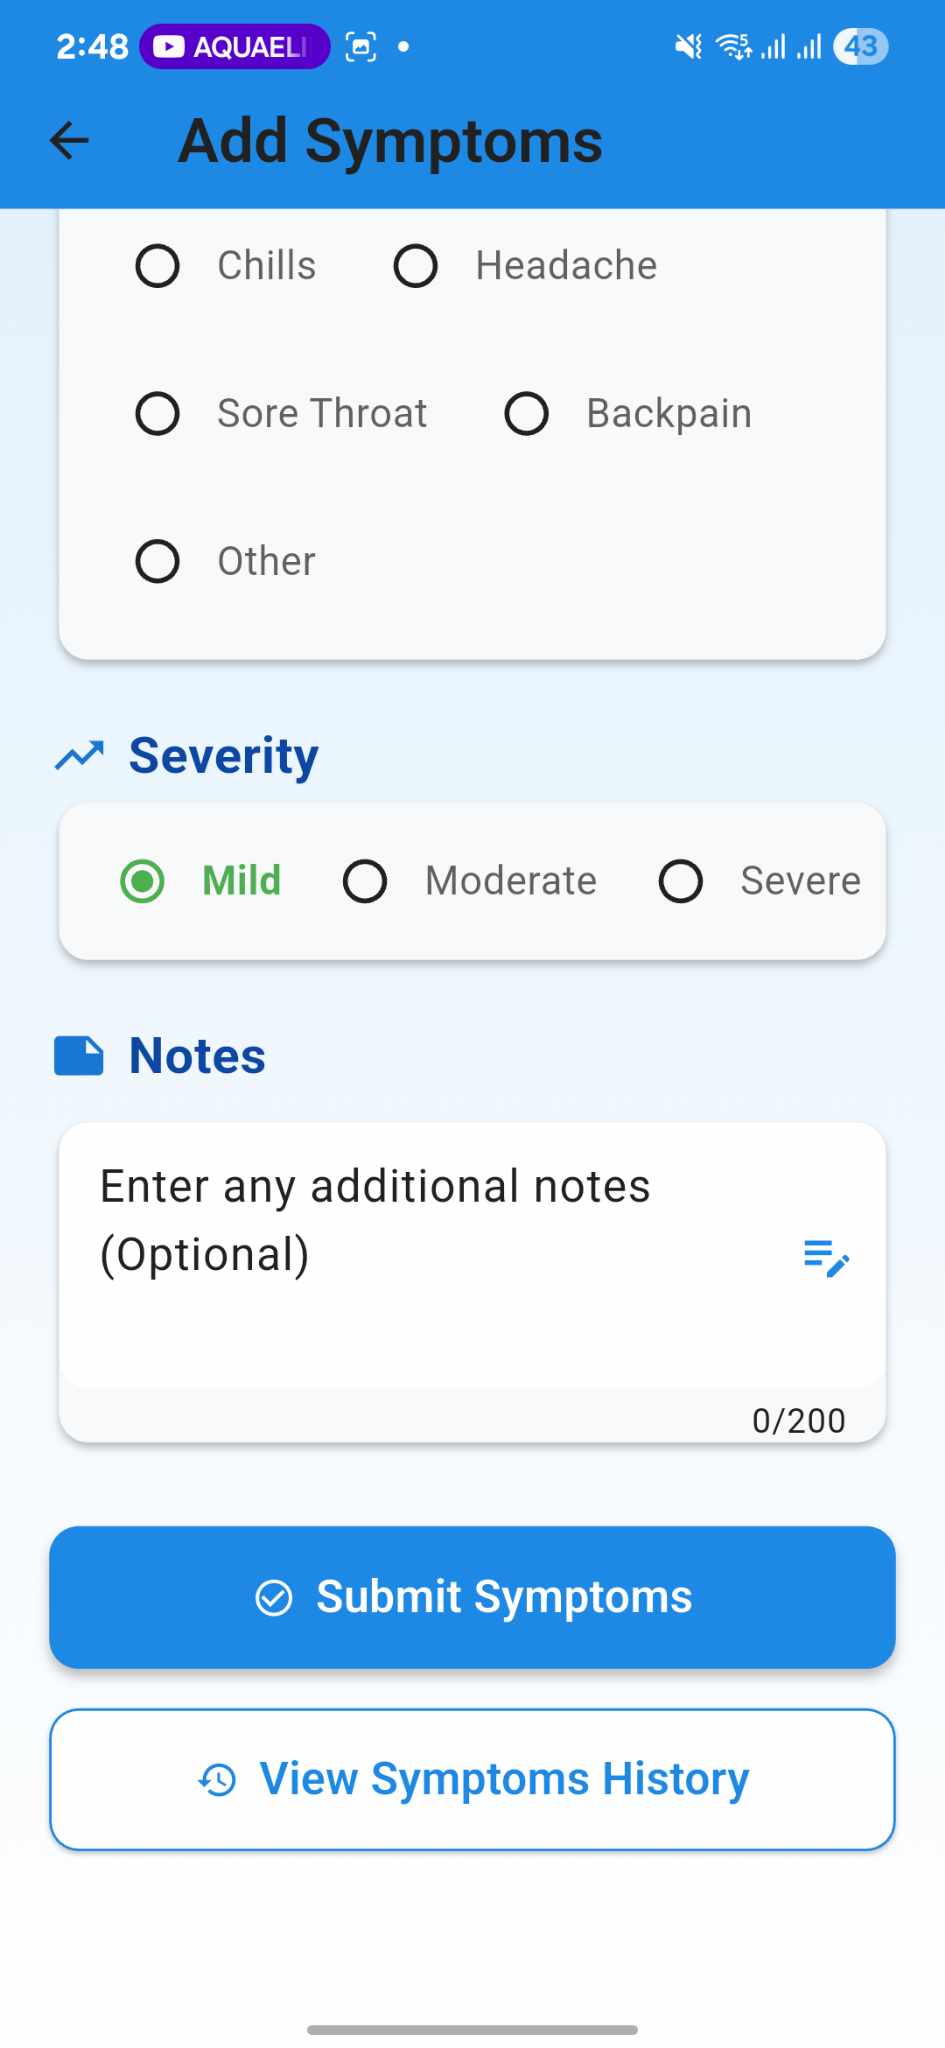 2:48 AQUAELI 43
Add Symptoms
Chills Headache
Sore Throat Backpain
Other
Severity
Mild Moderate Severe
Notes
Enter any additional notes
(Optional)
0/200
Submit Symptoms
View Symptoms History